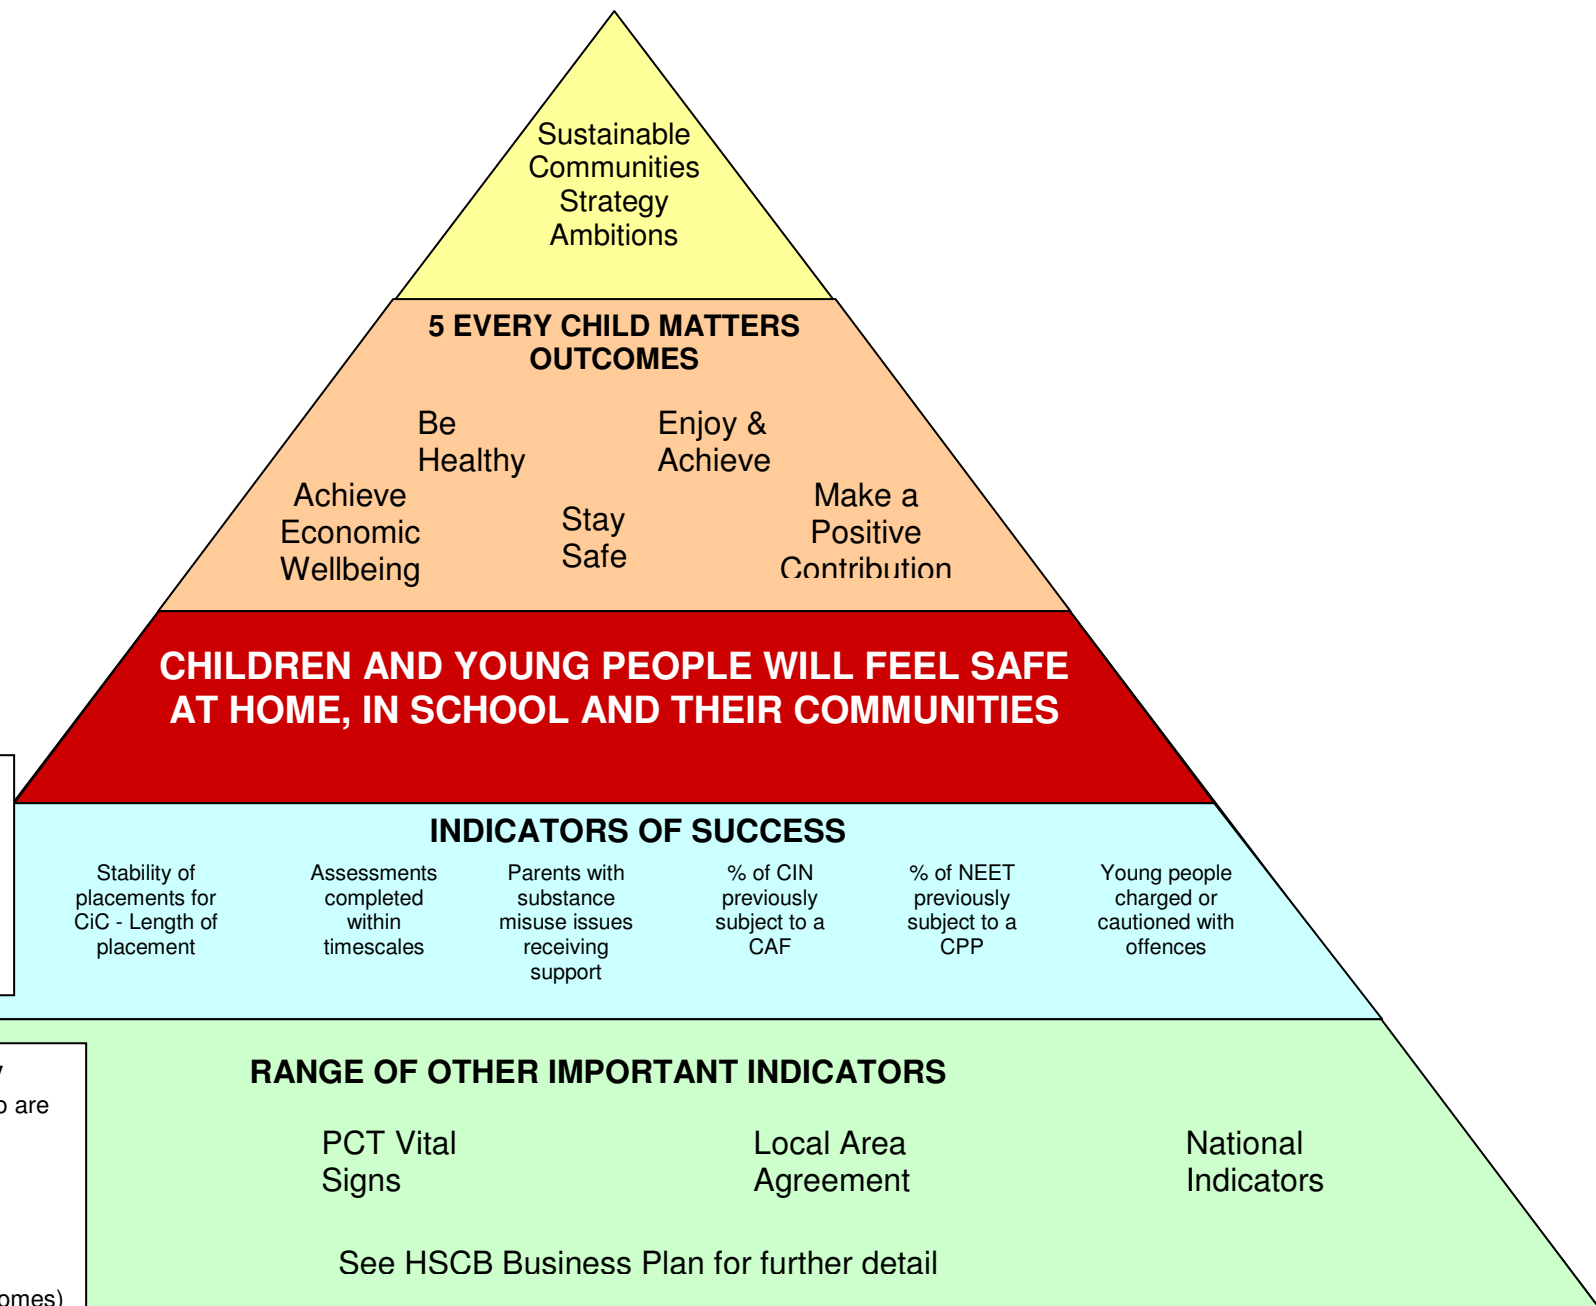 Sustainable
Communities
Strategy
Ambitions
5 EVERY CHILD MATTERS
OUTCOMES
Be
Healthy
Enjoy &
Achieve
Achieve
Economic
Wellbeing
Stay
Safe
Make a
Positive
Contribution
CHILDREN AND YOUNG PEOPLE WILL FEEL SAFE
AT HOME, IN SCHOOL AND THEIR COMMUNITIES
INDICATORS OF SUCCESS
Stability of
placements for
CiC - Length of
placement
Assessments
completed
within
timescales
Parents with
substance
misuse issues
receiving
support
% of CIN
previously
subject to a
CAF
% of NEET
previously
subject to a
CPP
Young people
charged or
cautioned with
offences
are
RANGE OF OTHER IMPORTANT INDICATORS
PCT Vital
Signs
Local Area
Agreement
National
Indicators
See HSCB Business Plan for further detail